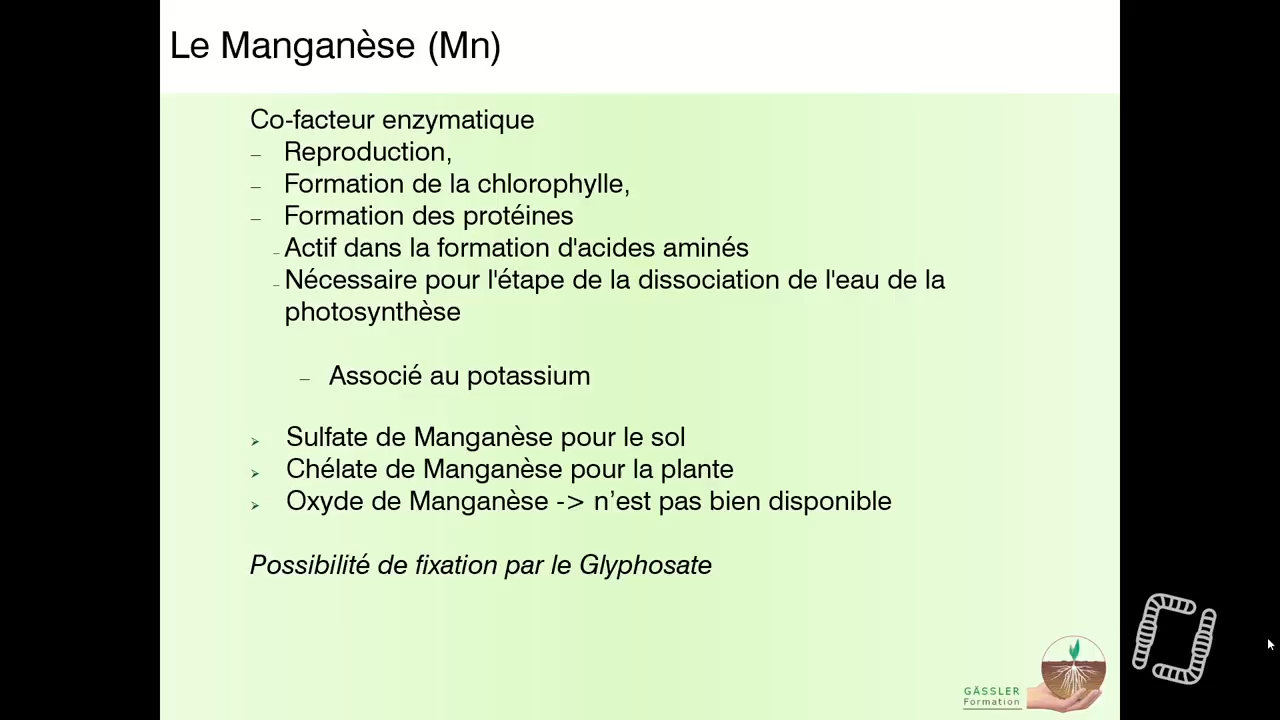 Le Manganèse (Mn)
Co-facteur enzymatique
– Reproduction,
– Formation de la chlorophylle,
– Formation des protéines
– Actif dans la formation d'acides aminés
– Nécessaire pour l'étape de la dissociation de l'eau de la
photosynthèse
– Associé au potassium
➢ Sulfate de Manganèse pour le sol
➢ Chélate de Manganèse pour la plante
➢ Oxyde de Manganèse -> n’est pas bien disponible
Possibilité de fixation par le Glyphosate
GÄSSLER
Formation